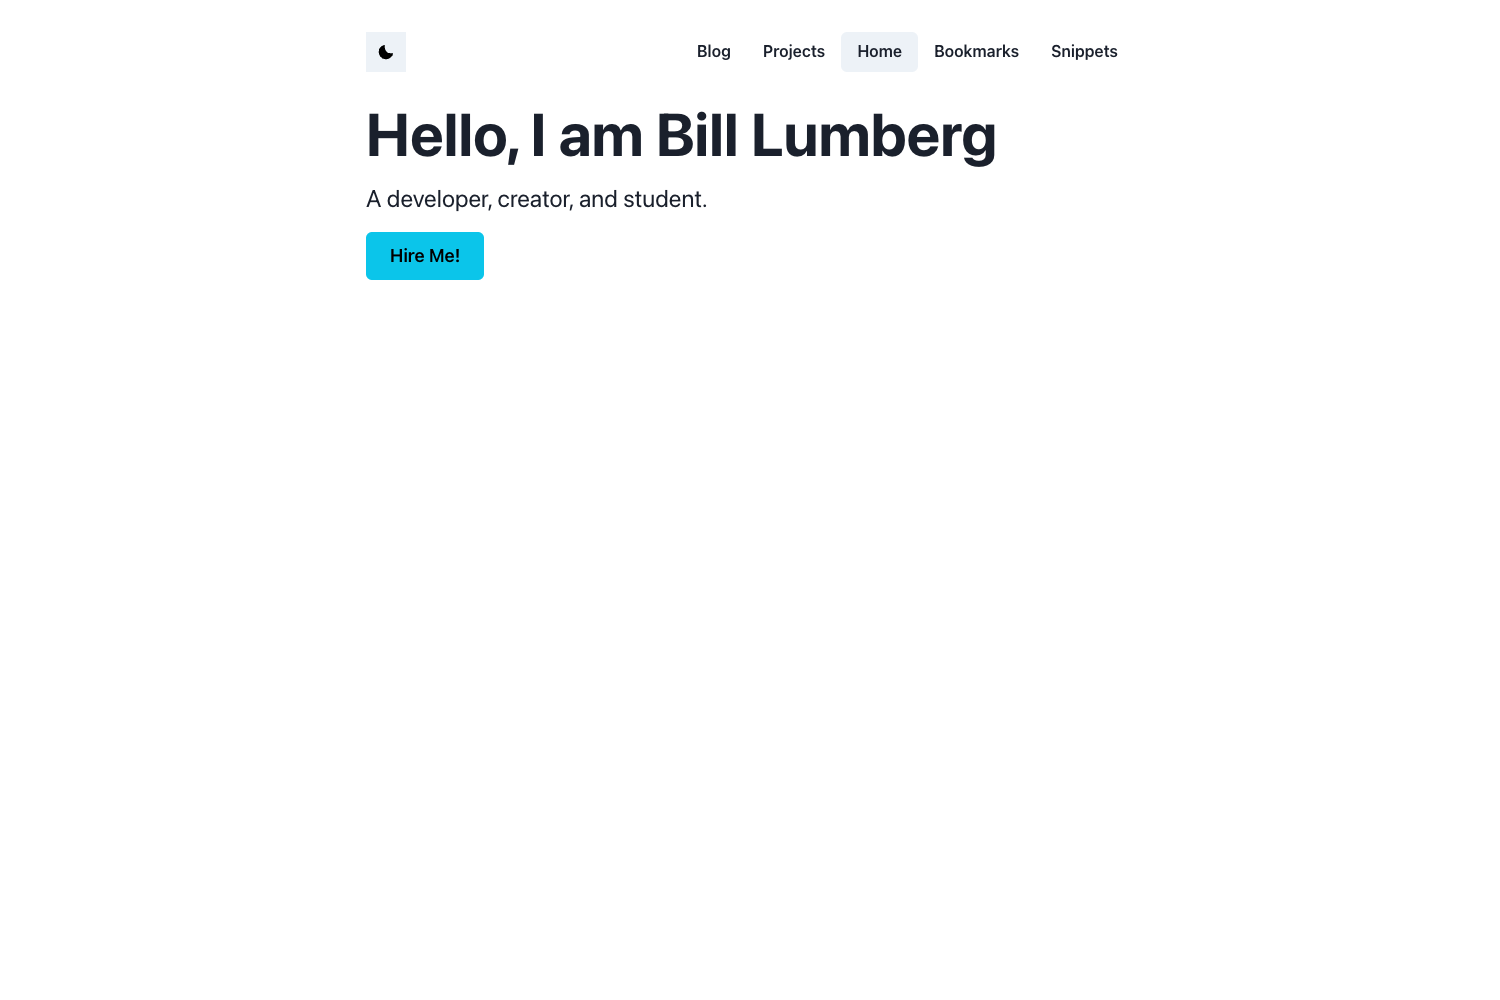 Blog Projects Home Bookmarks Snippets
Hello, I am Bill Lumberg
A developer, creator, and student.
Hire Me!